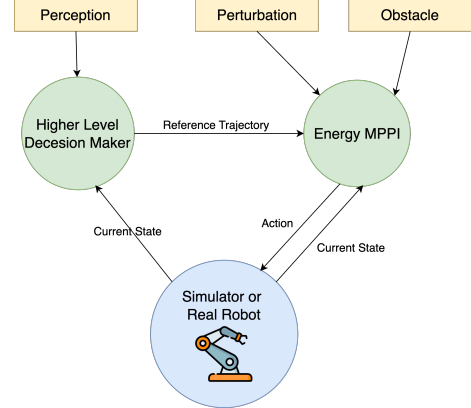 Perception
Perturbation
Obstacle
Higher Level
Decesion Maker
Reference Trajectory
Energy MPPI
Action
Current State
Current State
Simulator or
Real Robot